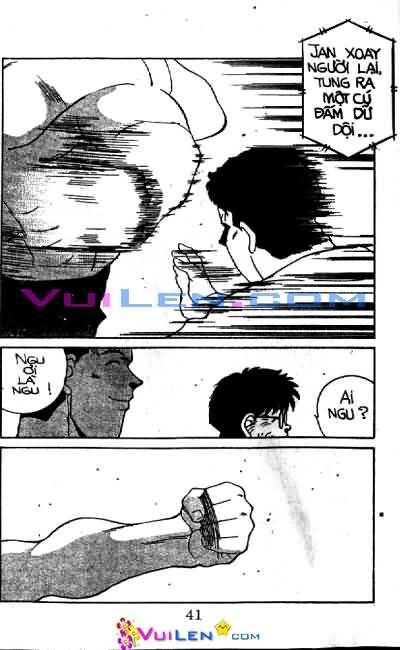 JAN XOAY
NGƯỜI LẠI,
TUNG RA
MỘT CÚ
ĐẤM DỮ
DỘI...
VUILEN.COM
NGU
ƠI
LÀ
NGU!
AI
NGU?
41
VUILEN.COM